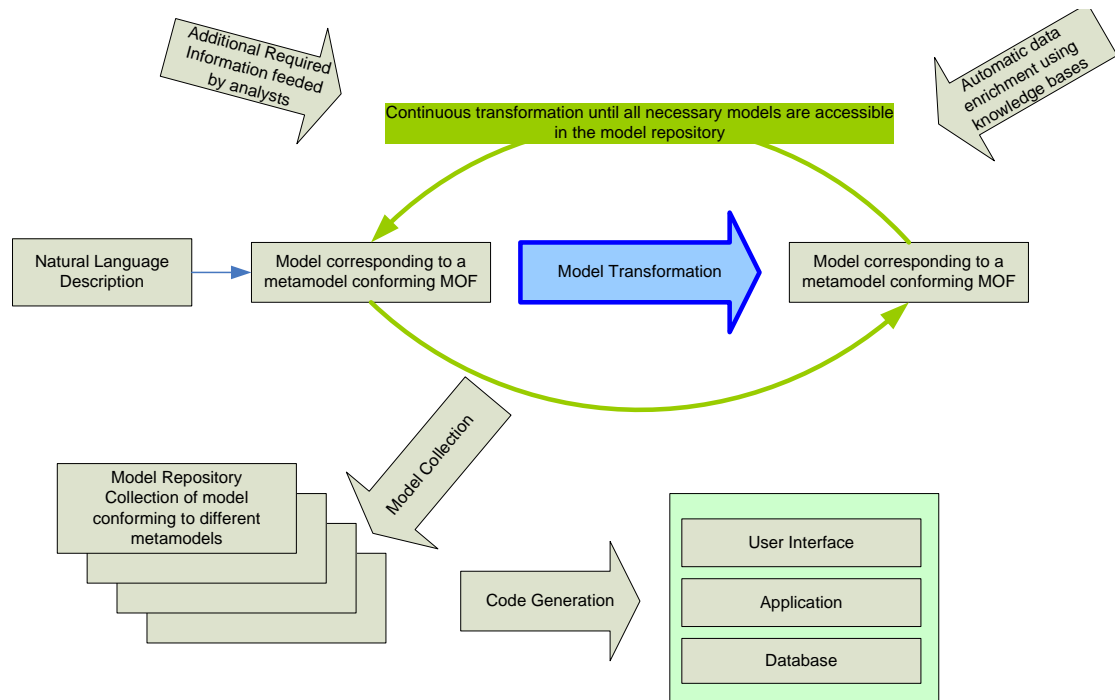 Additional Required
Information feeded
by analysts
Automatic data
enrichment using
knowledge bases
Continuous transformation until all necessary models are accessible
in the model repository
Natural Language
Description
Model corresponding to a
metamodel conforming MOF
Model Transformation
Model corresponding to a
metamodel conforming MOF
Model Collection
Model Repository
Collection of model
conforming to different
metamodels
Code Generation
User Interface
Application
Database